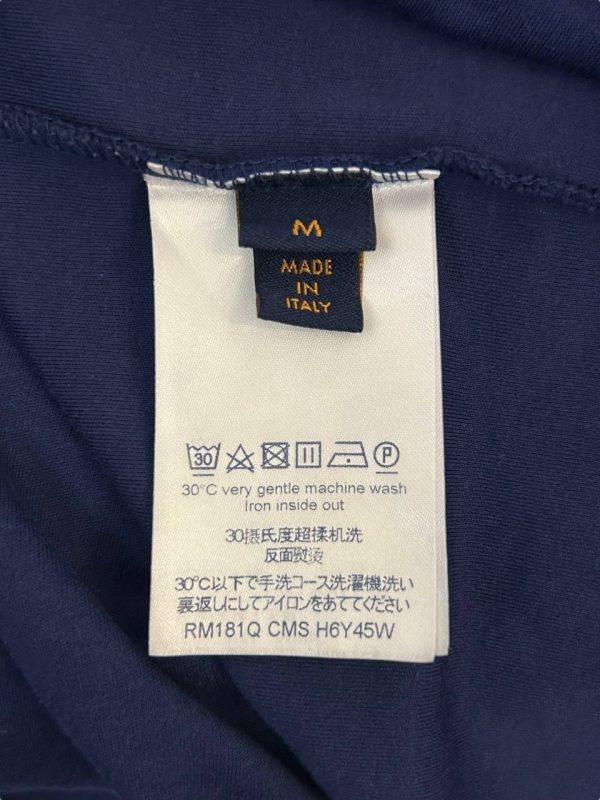 M
MADE
IN
ITALY
30
P
30°C very gentle machine wash
Iron inside out
30摄氏度超揉机洗
反面熨烫
30℃以下で手洗コース洗濯機洗い
裏返しにしてアイロンをあててください
RM181Q CMS H6Y45W